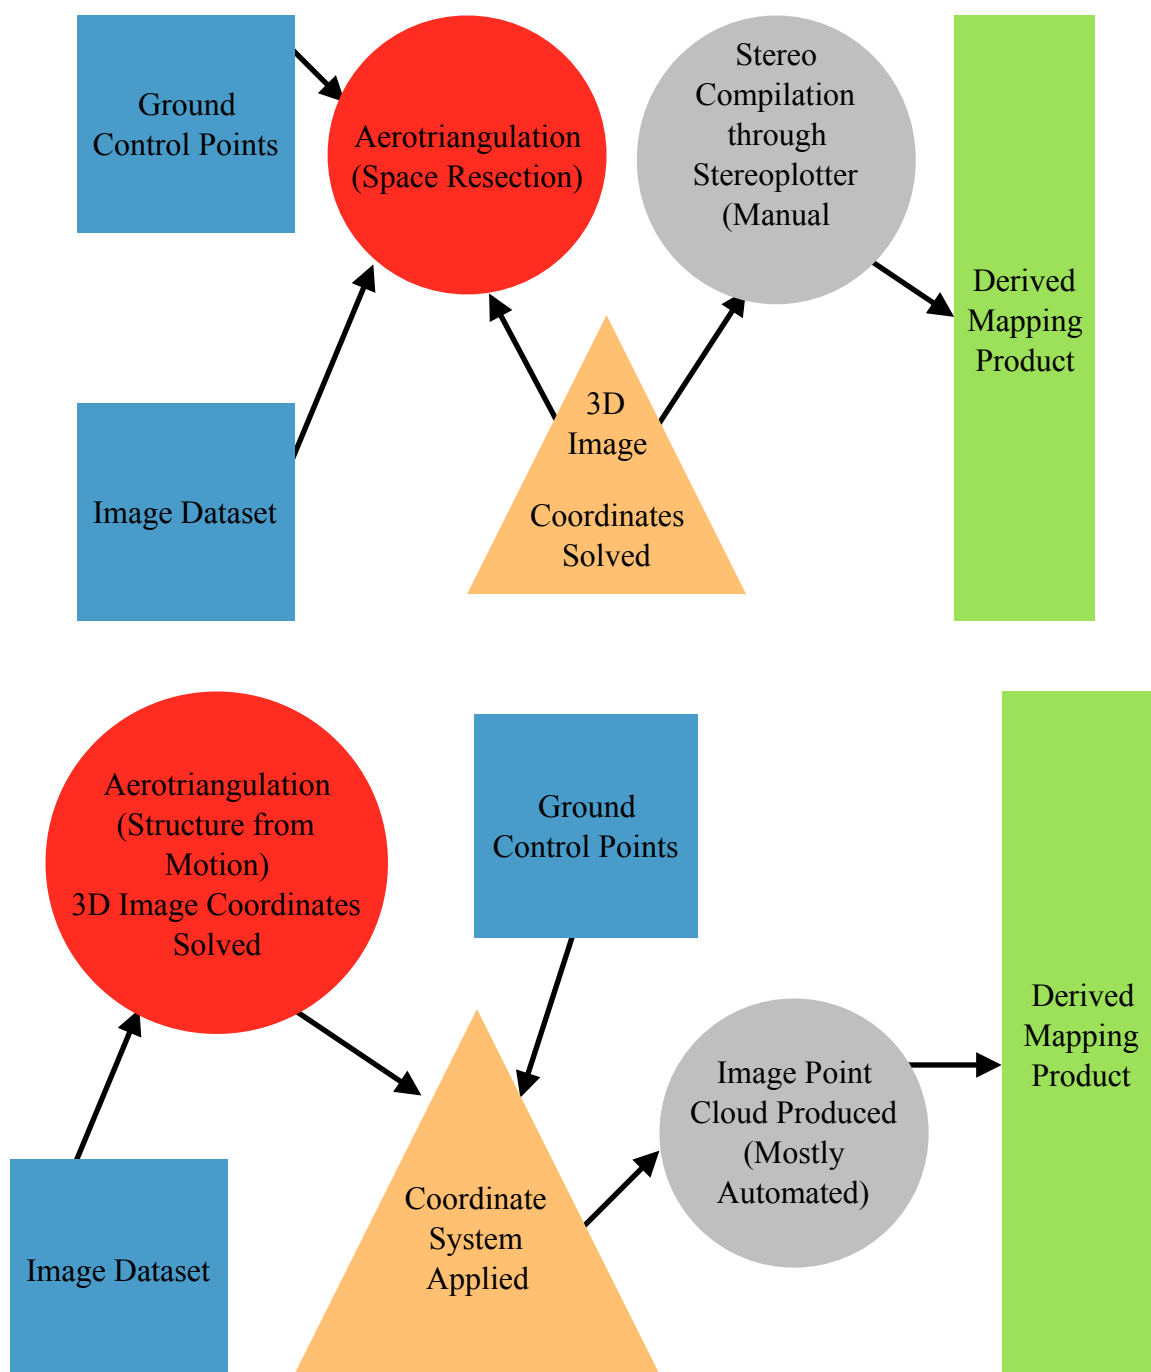 Ground
Control Points
Aerotriangulation
(Space Resection)
Stereo
Compilation
through
Stereoplotter
(Manual
Derived
Mapping
Product
Image Dataset
3D
Image
Coordinates
Solved
Aerotriangulation
(Structure from
Motion)
3D Image Coordinates
Solved
Ground
Control Points
Image Dataset
Coordinate
System
Applied
Image Point
Cloud Produced
(Mostly
Automated)
Derived
Mapping
Product